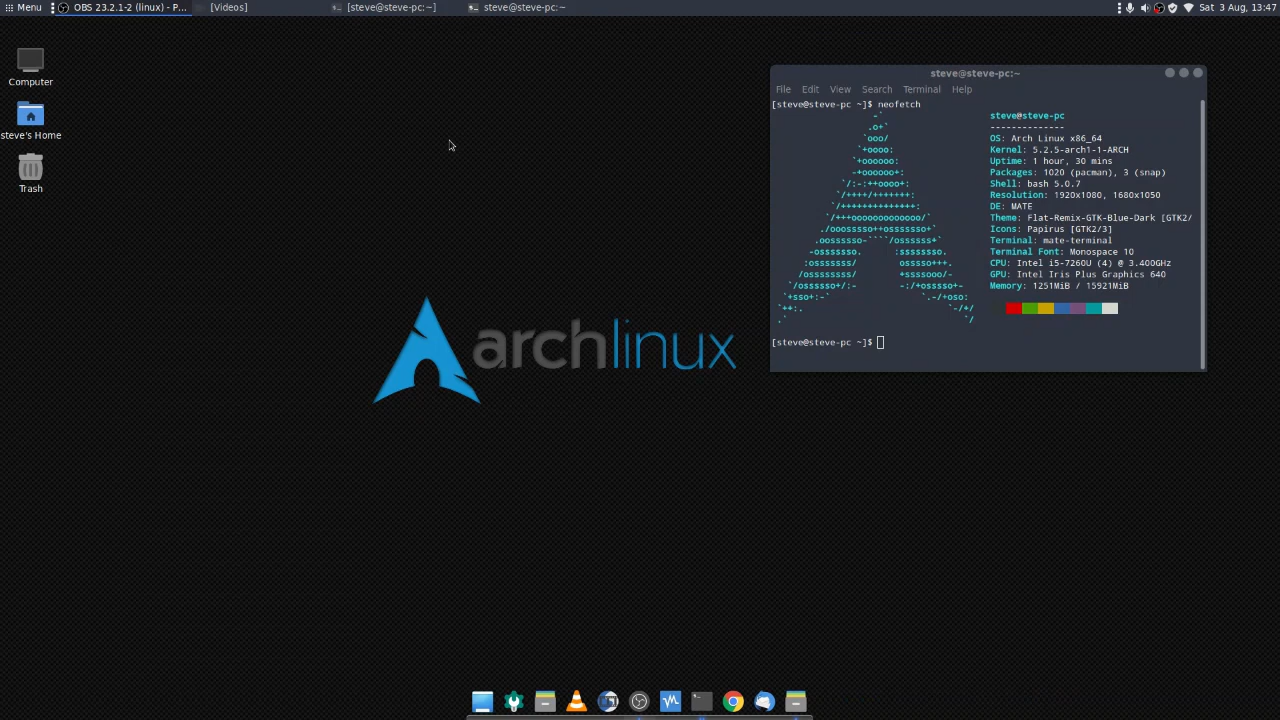 Menu
OBS 23.2.1-2 (linux) - P...
[Videos]
[steve@steve-pc:~]
steve@steve-pc:~
Sat 3 Aug, 13:47
Computer
steve's Home
Trash
archlinux
steve@steve-pc:~
File Edit View Search Terminal Help
[steve@steve-pc ~]$ neofetch
steve@steve-pc
--------------
OS: Arch Linux x86_64
Kernel: 5.2.5-arch1-1-ARCH
Uptime: 1 hour, 30 mins
Packages: 1020 (pacman), 3 (snap)
Shell: bash 5.0.7
Resolution: 1920x1080, 1680x1050
DE: MATE
Theme: Flat-Remix-GTK-Blue-Dark [GTK2/
Icons: Papirus [GTK2/3]
Terminal: mate-terminal
Terminal Font: Monospace 10
CPU: Intel i5-7260U (4) @ 3.400GHz
GPU: Intel Iris Plus Graphics 640
Memory: 1251MiB / 15921MiB
[steve@steve-pc ~]$